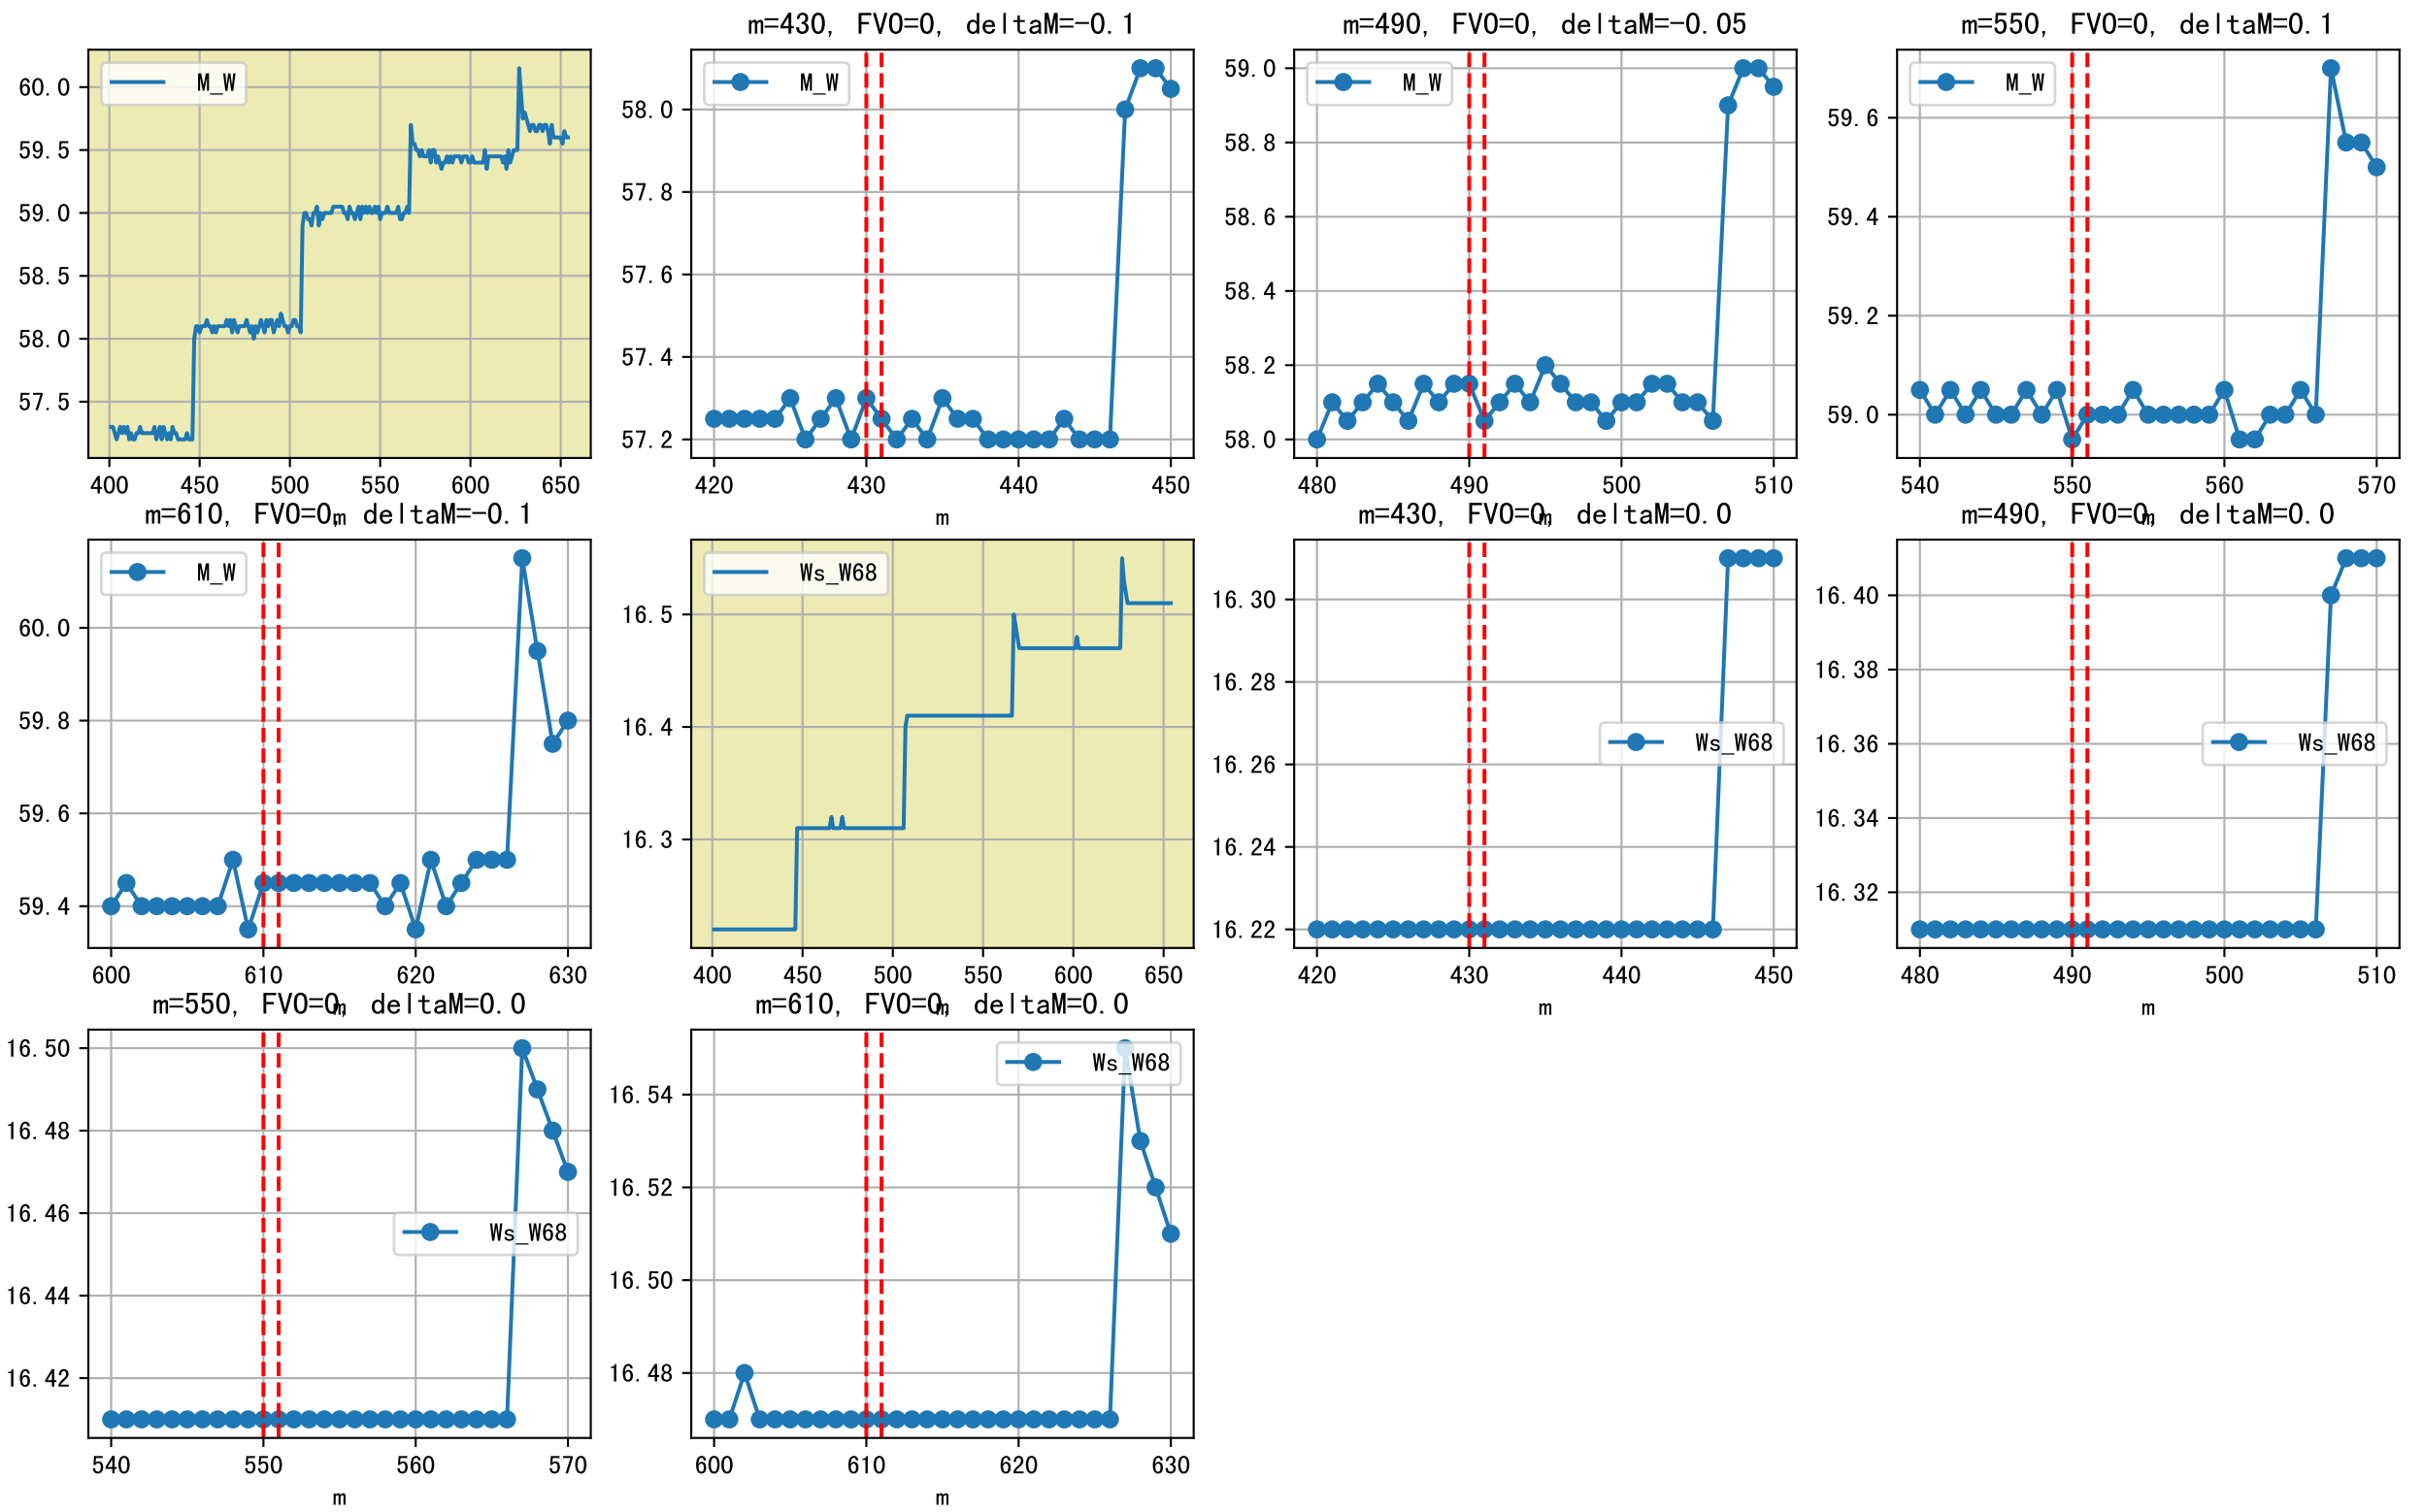 m=430, FVO=0, deltaM=-0.1
m=490, FVO=0, deltaM=-0.05
m=550, FVO=0, deltaM=0.1
M_W
60.0
59.5
59.0
58.5
58.0
57.5
400 450 500 550 600 650
m
M_W
58.0
57.8
57.6
57.4
57.2
420 430 440 450
m
M_W
59.0
58.8
58.6
58.4
58.2
58.0
480 490 500 510
m
M_W
59.6
59.4
59.2
59.0
540 550 560 570
m
m=610, FVO=0, deltaM=-0.1
m=430, FVO=0, deltaM=0.0
m=490, FVO=0, deltaM=0.0
M_W
60.0
59.8
59.6
59.4
600 610 620 630
m
Ws_W68
16.5
16.4
16.3
400 450 500 550 600 650
m
Ws_W68
16.30
16.28
16.26
16.24
16.22
420 430 440 450
m
Ws_W68
16.40
16.38
16.36
16.34
16.32
480 490 500 510
m
m=550, FVO=0, deltaM=0.0
m=610, FVO=0, deltaM=0.0
Ws_W68
16.50
16.48
16.46
16.44
16.42
540 550 560 570
m
Ws_W68
16.54
16.52
16.50
16.48
600 610 620 630
m